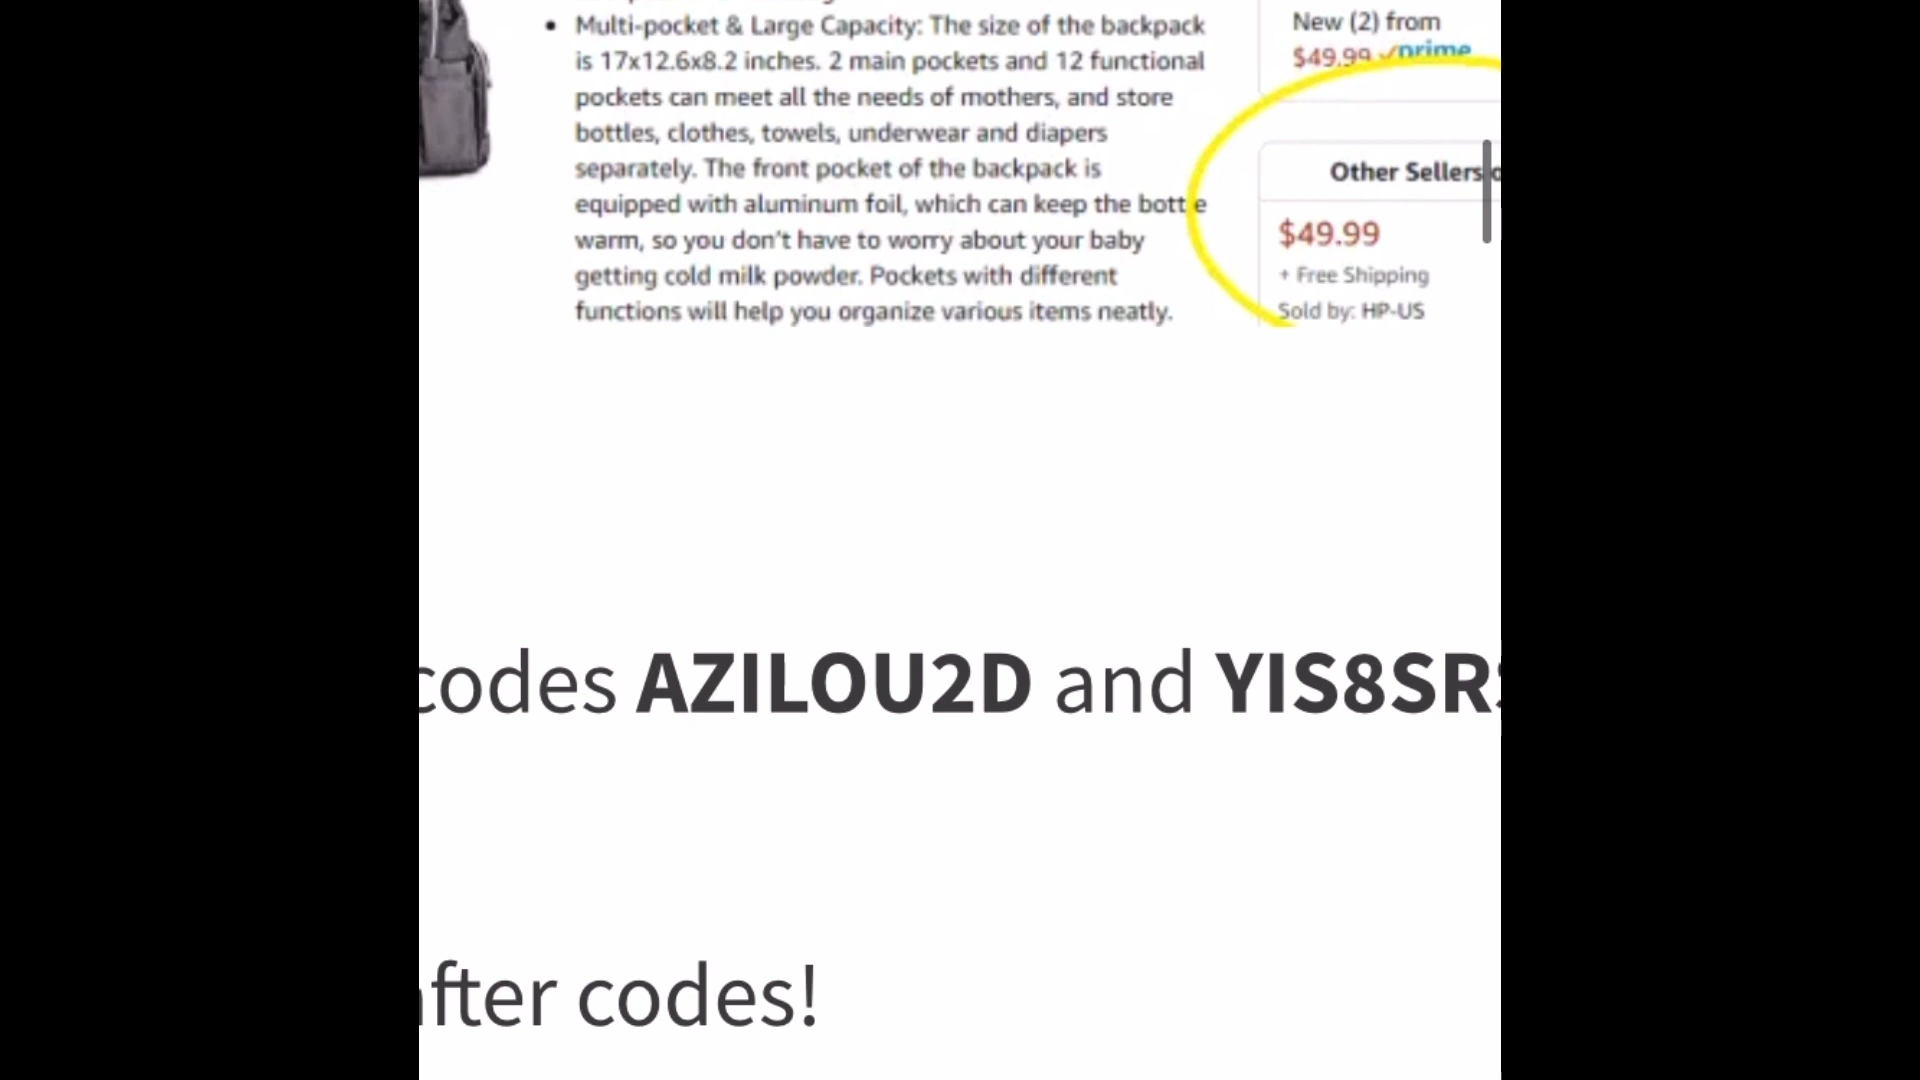 • Multi-pocket & Large Capacity: The size of the backpack
is 17x12.6x8.2 inches. 2 main pockets and 12 functional
pockets can meet all the needs of mothers, and store
bottles, clothes, towels, underwear and diapers
separately. The front pocket of the backpack is
equipped with aluminum foil, which can keep the bottle
warm, so you don't have to worry about your baby
getting cold milk powder. Pockets with different
functions will help you organize various items neatly.
New (2) from
$49.99 ✓prime
Other Sellers
$49.99
+ Free Shipping
Sold by: HP-US
codes AZILOU2D and YIS8SR
after codes!